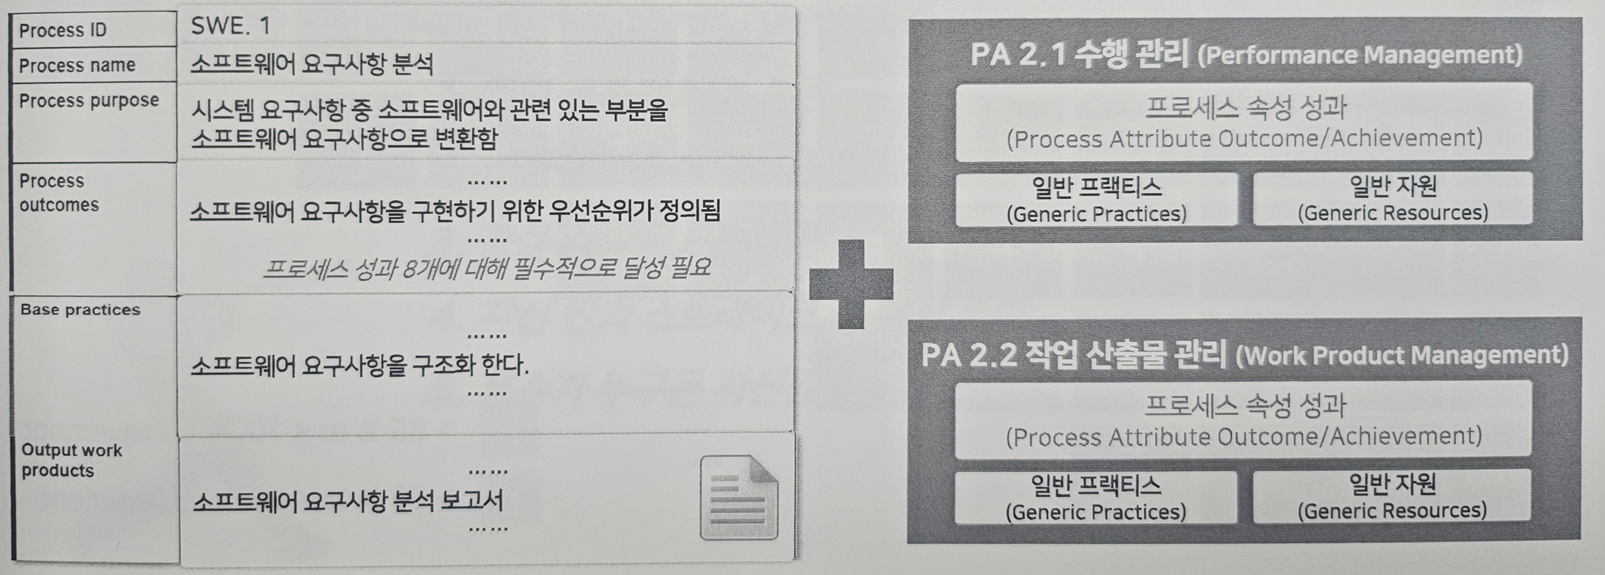 Process ID
SWE. 1
Process name
소프트웨어 요구사항 분석
Process purpose
시스템 요구사항 중 소프트웨어와 관련 있는 부분을
소프트웨어 요구사항으로 변환함
Process
outcomes
......
소프트웨어 요구사항을 구현하기 위한 우선순위가 정의됨
......
프로세스 성과 8개에 대해 필수적으로 달성 필요
Base practices
......
소프트웨어 요구사항을 구조화 한다.
......
Output work
products
......
소프트웨어 요구사항 분석 보고서
......
PA 2.1 수행 관리 (Performance Management)
프로세스 속성 성과
(Process Attribute Outcome/Achievement)
일반 프랙티스
(Generic Practices)
일반 자원
(Generic Resources)
PA 2.2 작업 산출물 관리 (Work Product Management)
프로세스 속성 성과
(Process Attribute Outcome/Achievement)
일반 프랙티스
(Generic Practices)
일반 자원
(Generic Resources)